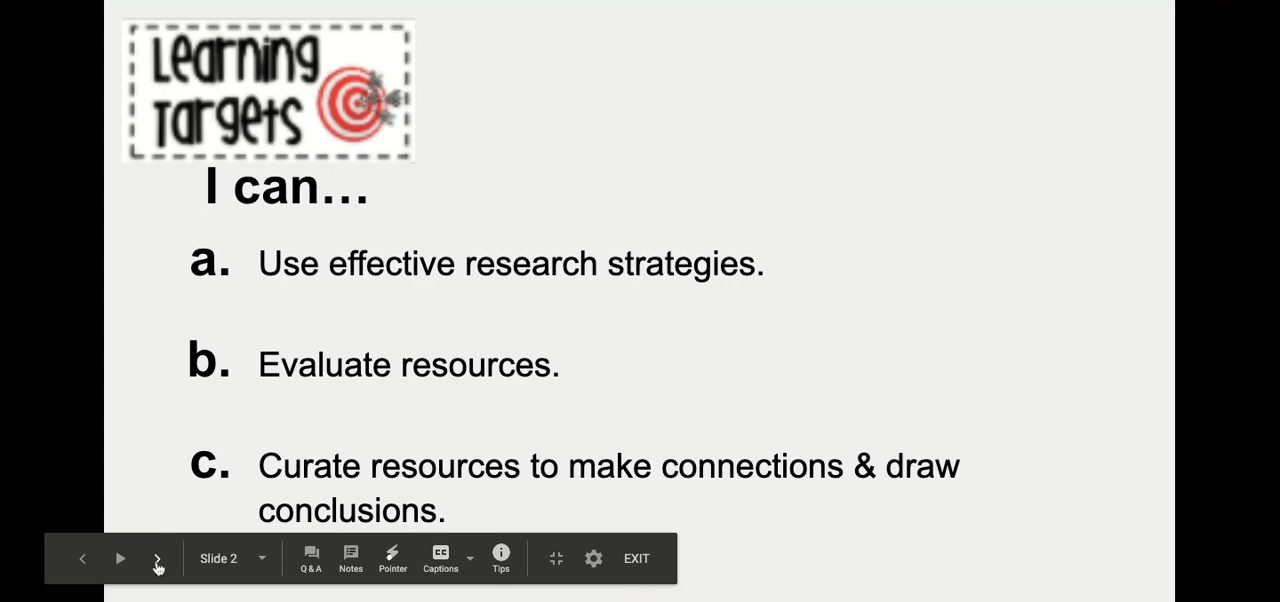 Learning
Targets
I can...
a. Use effective research strategies.
b. Evaluate resources.
c. Curate resources to make connections & draw
conclusions.
Slide 2
Q & A
Notes
Pointer
CC
Captions
Tips
EXIT